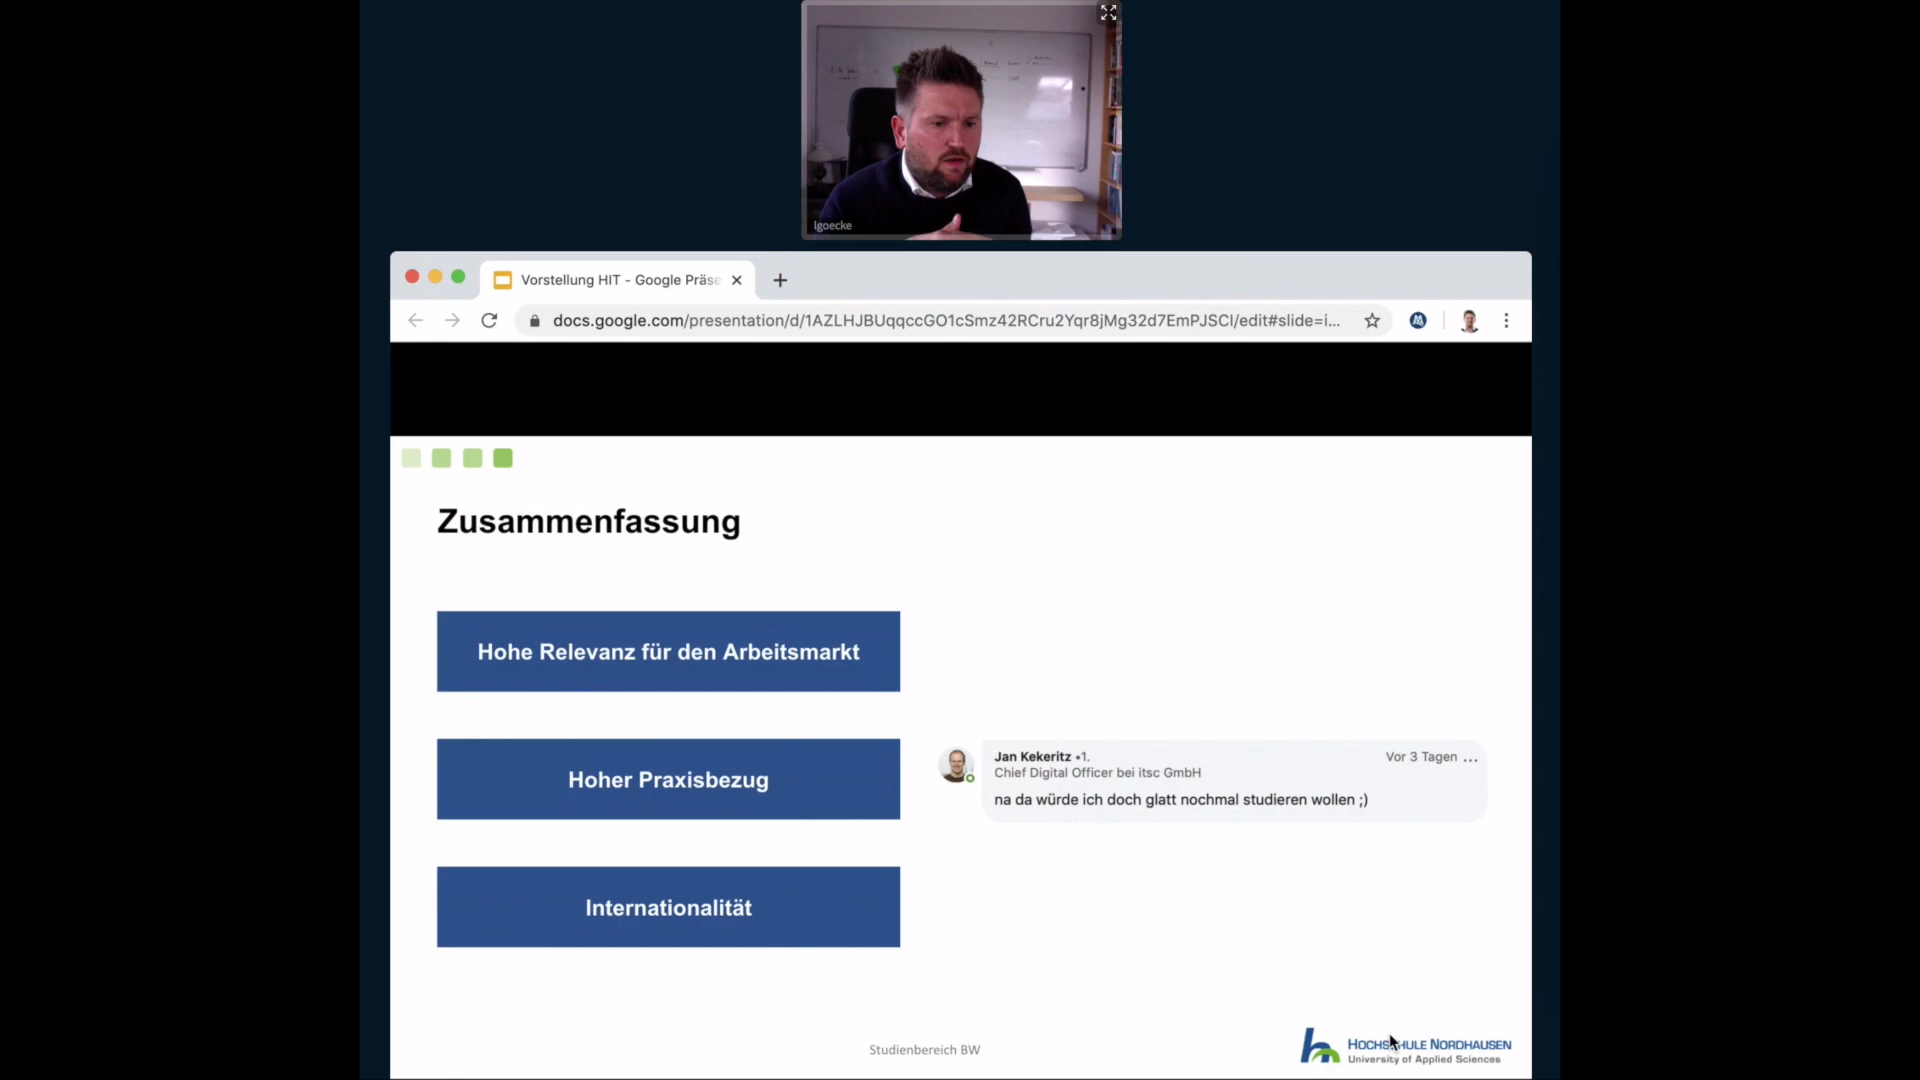 lgoecke
Vorstellung HIT - Google Präse
docs.google.com/presentation/d/1AZLHJBUqqccGO1cSmz42RCru2Yqr8jMg32d7EmPJSCI/edit#slide=i...
Zusammenfassung
Hohe Relevanz für den Arbeitsmarkt
Hoher Praxisbezug
Jan Kekeritz •1.
Vor 3 Tagen ...
Chief Digital Officer bei itsc GmbH
na da würde ich doch glatt nochmal studieren wollen ;)
Internationalität
Studienbereich BW
HOCHSCHULE NORDHAUSEN
University of Applied Sciences